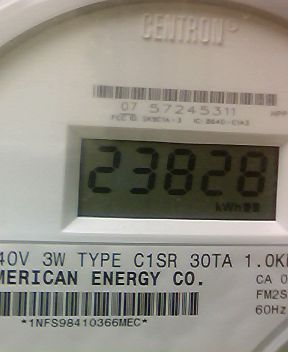 CENTRON®
07 57245311
23828
kWh
40V 3W TYPE C1SR 30TA 1.0K
MERICAN ENERGY CO.
CA 0
FM2S
60Hz
*1NFS98410366MEC*